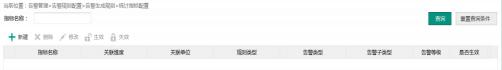 当前位置：告警管理>告警规则配置>告警生成规则>统计指标配置
指标名称：
查询 重置查询条件
新建 删除 修改 生效 失效
指标名称 关联维度 关联单位 规则类型 告警类型 告警子类型 告警等级 是否生效